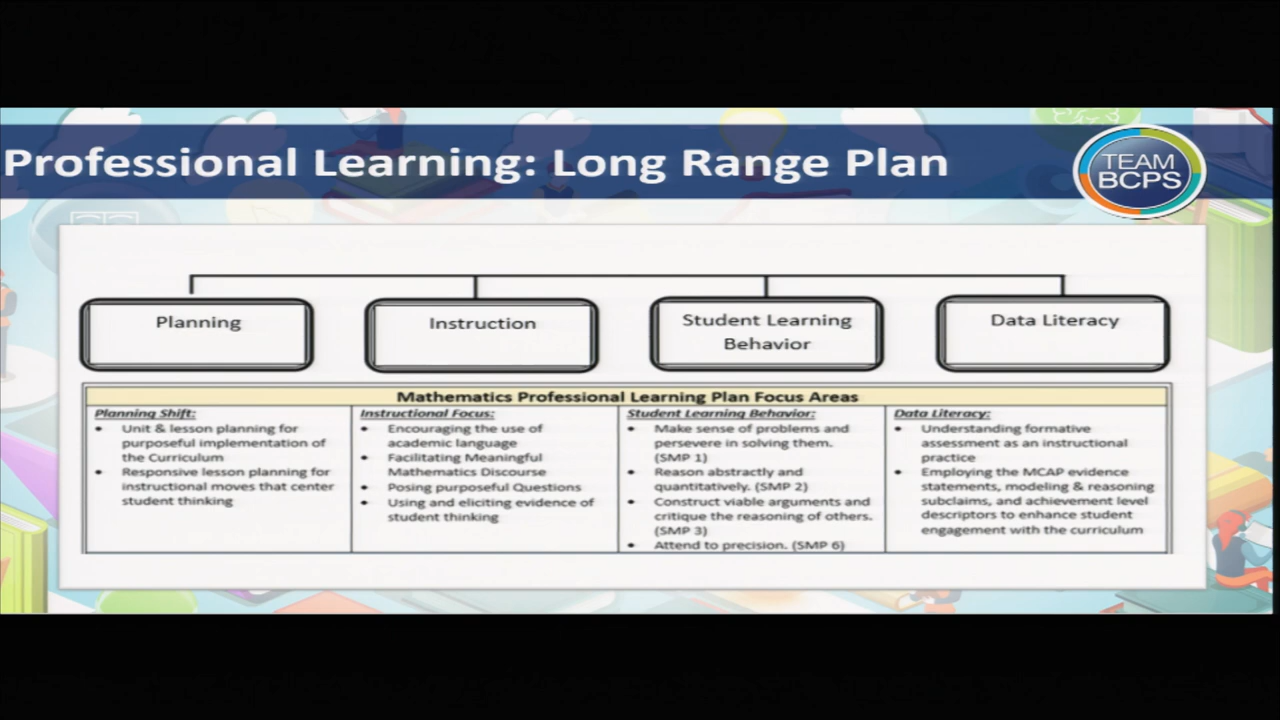 Professional Learning: Long Range Plan
TEAM
BCPS
Planning
Instruction
Student Learning
Behavior
Data Literacy
Mathematics Professional Learning Plan Focus Areas
Planning Shift:
• Unit & lesson planning for
purposeful implementation of
the Curriculum
• Responsive lesson planning for
instructional moves that center
student thinking
Instructional Focus:
• Encouraging the use of
academic language
• Facilitating Meaningful
Mathematics Discourse
• Posing purposeful Questions
• Using and eliciting evidence of
student thinking
Student Learning Behavior:
• Make sense of problems and
persevere in solving them.
(SMP 1)
• Reason abstractly and
quantitatively. (SMP 2)
• Construct viable arguments and
critique the reasoning of others.
(SMP 3)
• Attend to precision. (SMP 6)
Data Literacy:
• Understanding formative
assessment as an instructional
practice
• Employing the MCAP evidence
statements, modeling & reasoning
subclaims, and achievement level
descriptors to enhance student
engagement with the curriculum